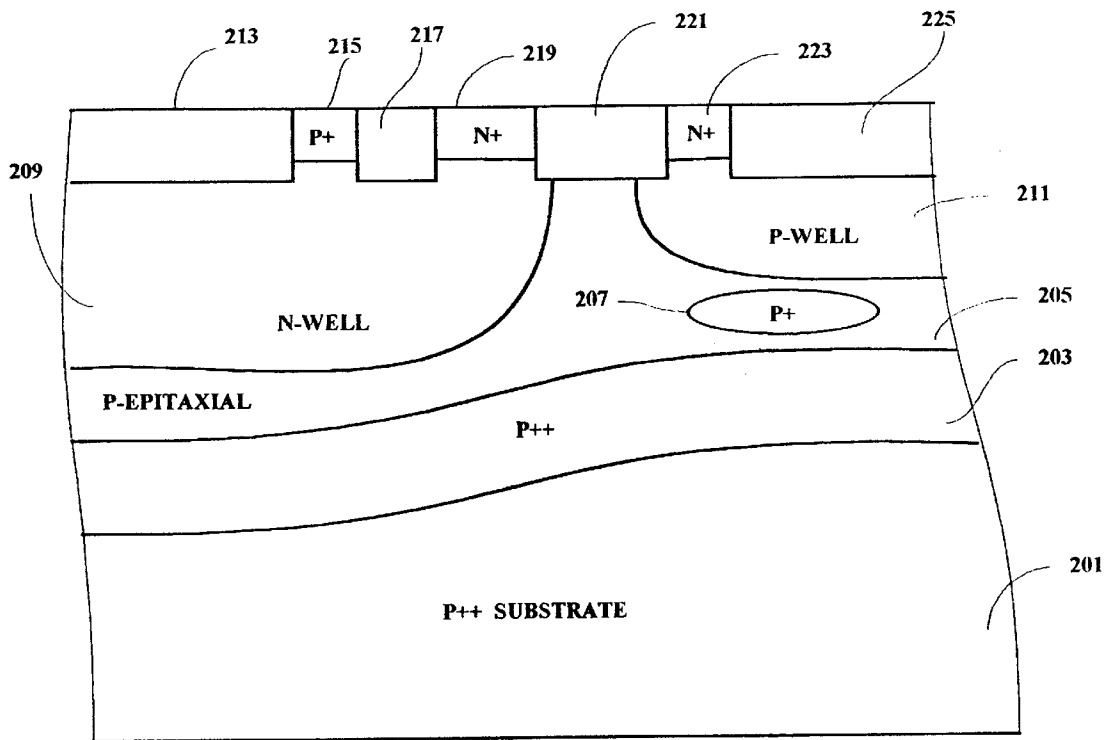 213
215
217
219
221
223
225
P+
N+
N+
209
211
P-WELL
207
P+
205
N-WELL
203
P-EPITAXIAL
P++
201
P++ SUBSTRATE